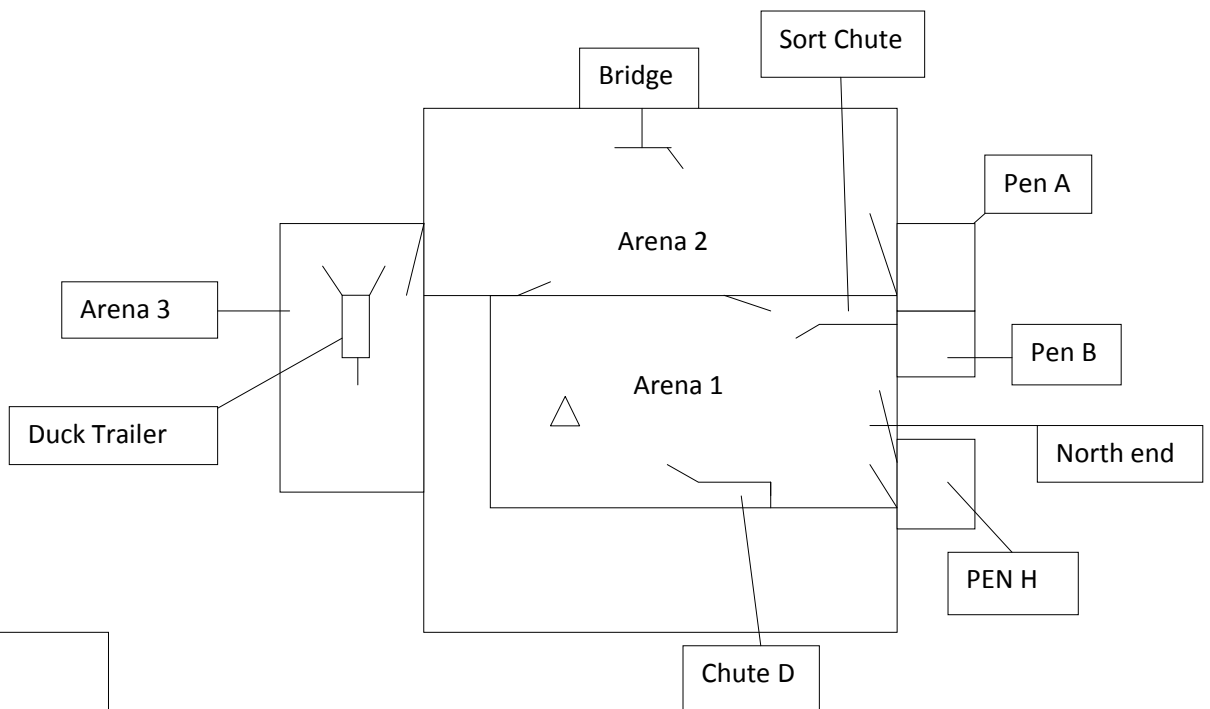 Sort Chute
Bridge
Pen A
Arena 2
Arena 3
Pen B
Arena 1
Duck Trailer
North end
PEN H
Chute D